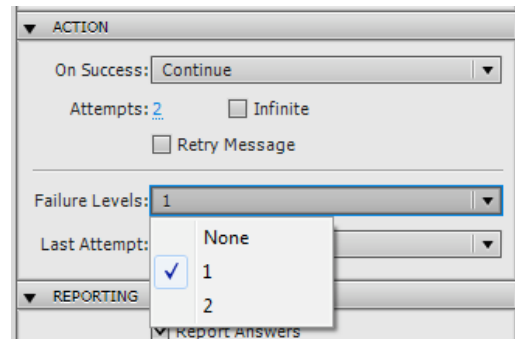 ACTION
On Success: Continue
Attempts: 2 Infinite
Retry Message
Failure Levels: 1
None
Last Attempt:
1
REPORTING
2
Report Answers